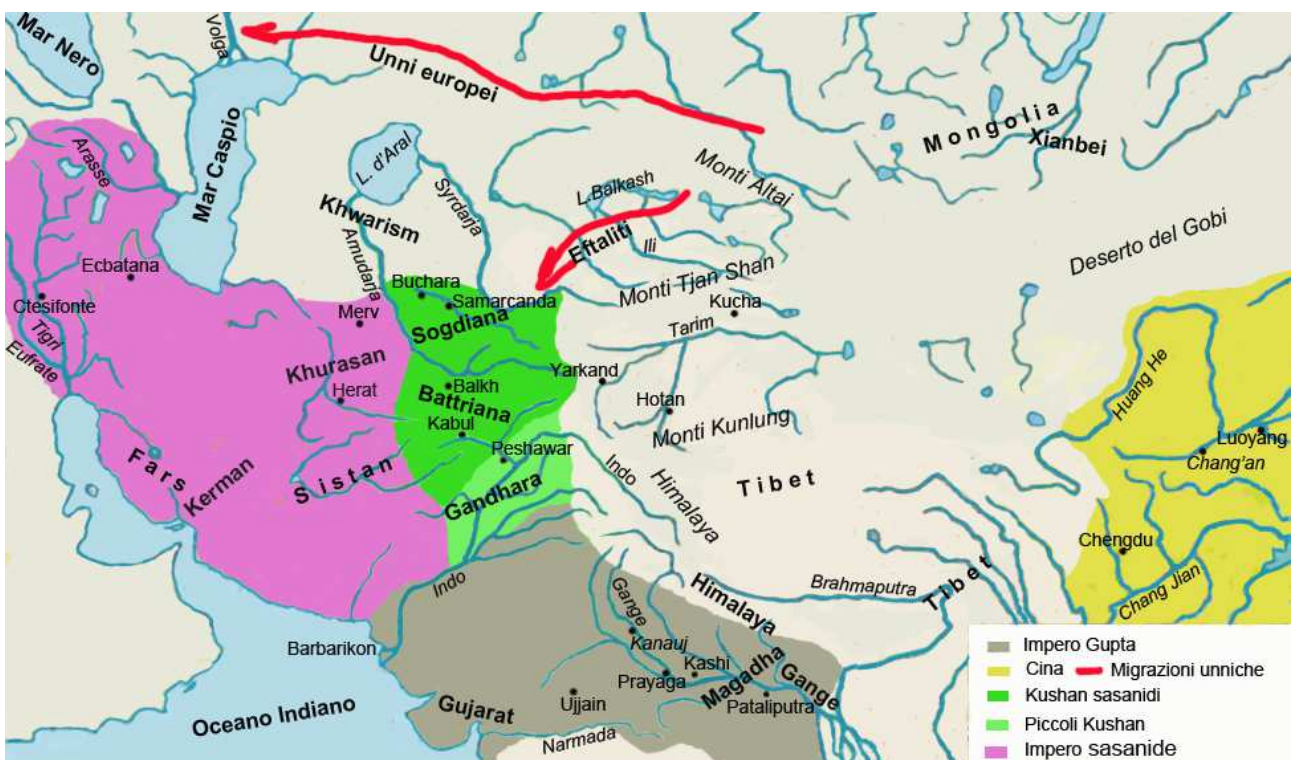 Mar Nero
Volga
Unni europei
Mongolia
Xianbei
Arasse
Mar Caspio
L. d'Aral
Syrdarja
L.Balkash
Monti Altai
Khwarism
Eftaliti
Ili
Deserto del Gobi
Amudarja
Ecbatana
Buchara
Monti Tjan Shan
Ctesifonte
Merv
Samarcanda
Kucha
Sogdiana
Tarim
Tigri
Eufrate
Khurasan
Herat
Balkh
Battriana
Yarkand
Hotan
Huang He
Kabul
Monti Kunlung
Luoyang
Chang'an
Fars
Kerman
Sistan
Peshawar
Gandhara
Indo
Himalaya
Tibet
Chengdu
Indo
Gange
Himalaya
Brahmaputra
Tibet
Chang Jian
Barbarikon
Kanauj
Kashi
Prayaga
Magadha
Gange
Oceano Indiano
Gujarat
Ujjain
Pataliputra
Narmada
Impero Gupta
Cina Migrazioni unniche
Kushan sasanidi
Piccoli Kushan
Impero sasanide